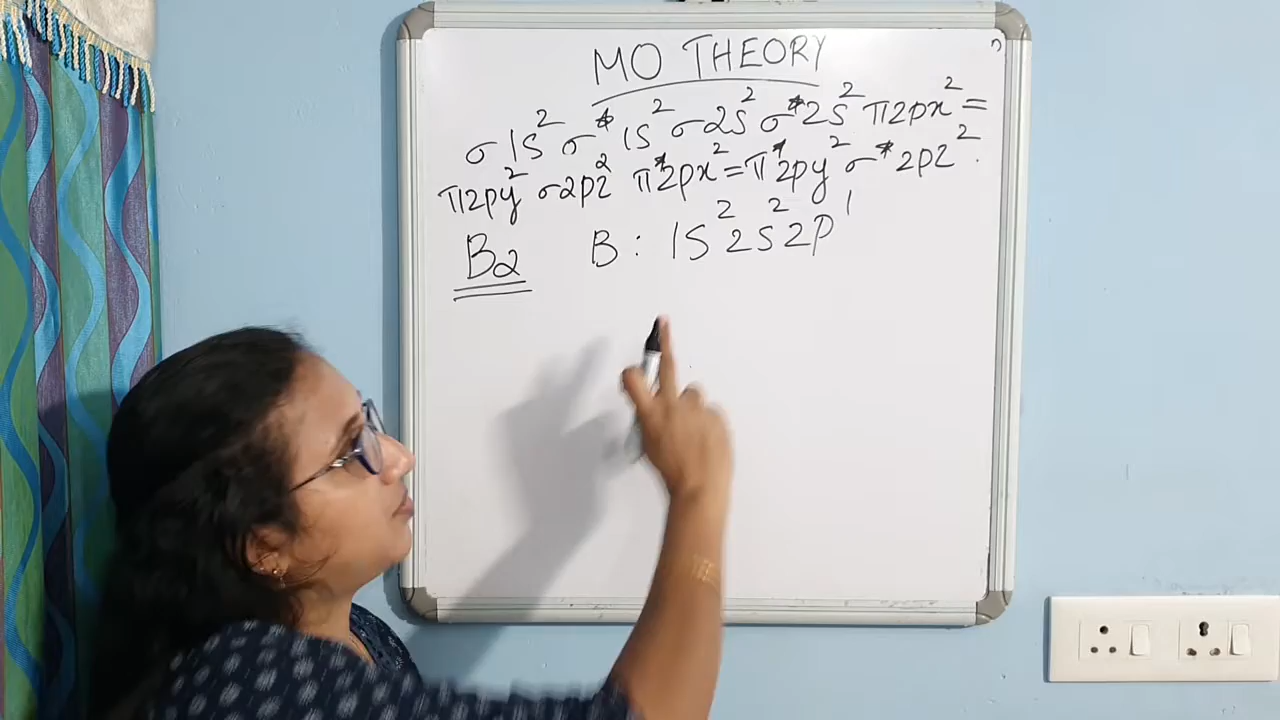 MO THEORY
σ1s² σ*1s² σ2s² σ*2s² π2px² =
π2py² σ2pz² π*2px² = π*2py² σ*2pz².
B2 B: 1s² 2s² 2p¹